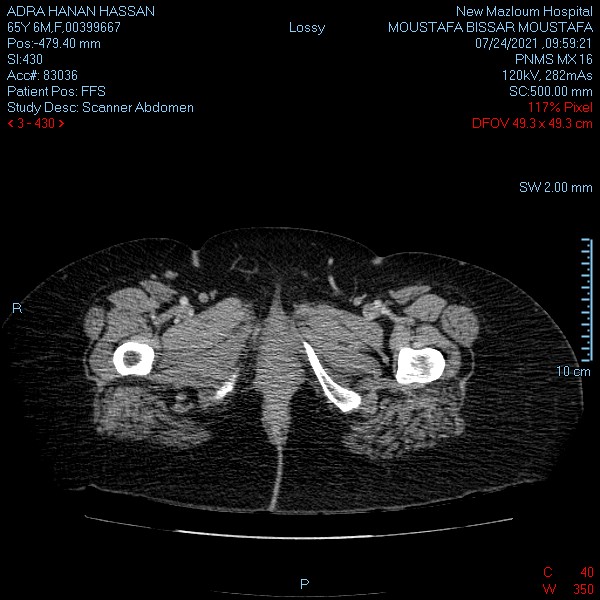 ADRA HANAN HASSAN
65Y 6M,F,00399667
Pos:-479.40 mm
SI:430
Acc#: 83036
Patient Pos: FFS
Study Desc: Scanner Abdomen
< 3 - 430 >
Lossy
New Mazloum Hospital
MOUSTAFA BISSAR MOUSTAFA
07/24/2021 ,09:59:21
PNMS MX 16
120kV, 282mAs
SC:500.00 mm
117% Pixel
DFOV 49.3 x 49.3 cm
SW 2.00 mm
R
10 cm
P
C 40
W 350